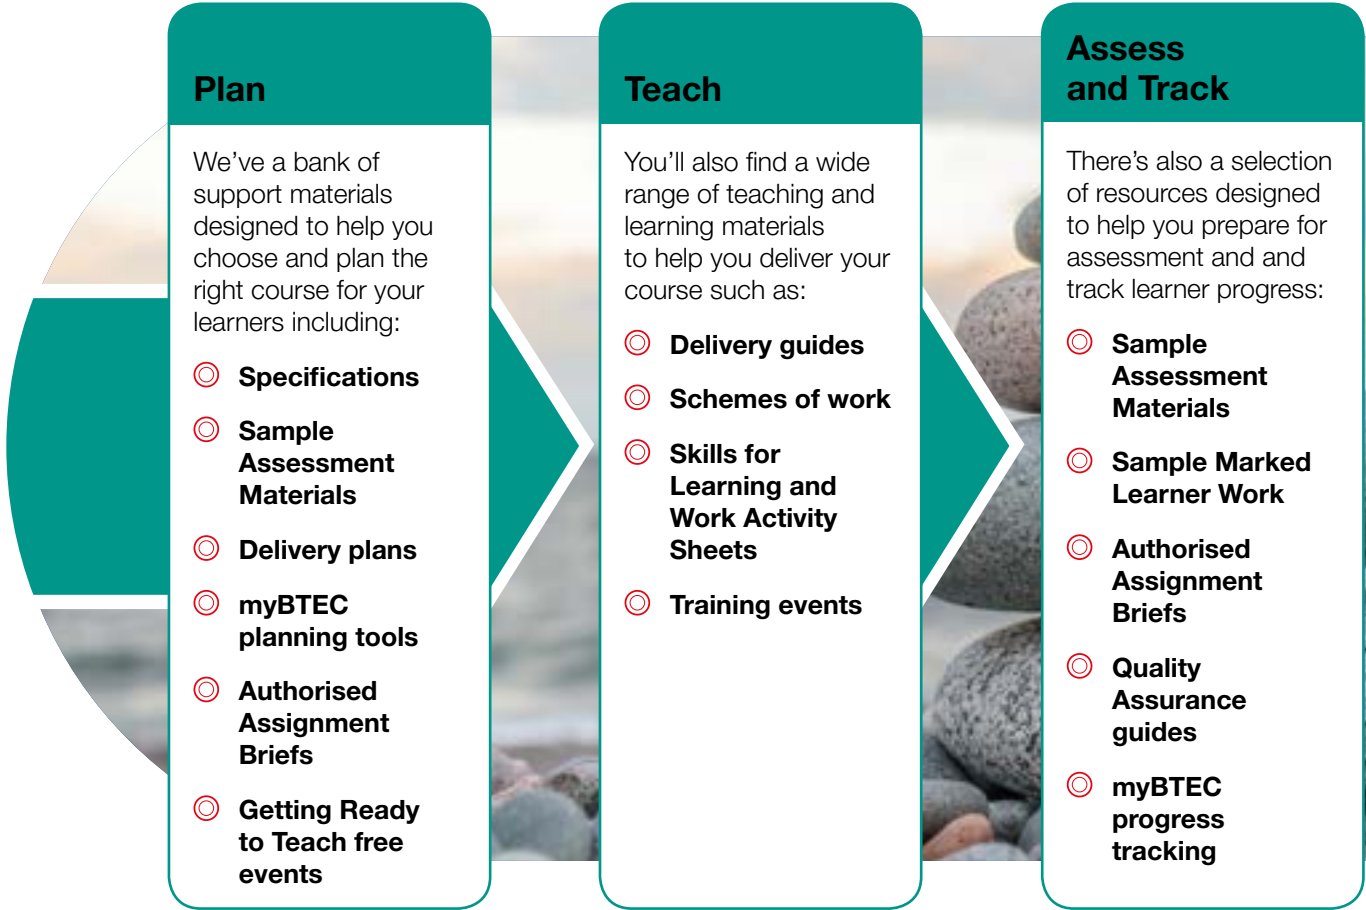 Plan
We’ve a bank of
support materials
designed to help you
choose and plan the
right course for your
learners including:
Specifications
Sample
Assessment
Materials
Delivery plans
myBTEC
planning tools
Authorised
Assignment
Briefs
Getting Ready
to Teach free
events
Teach
You’ll also find a wide
range of teaching and
learning materials
to help you deliver your
course such as:
Delivery guides
Schemes of work
Skills for
Learning and
Work Activity
Sheets
Training events
Assess
and Track
There’s also a selection
of resources designed
to help you prepare for
assessment and and
track learner progress:
Sample
Assessment
Materials
Sample Marked
Learner Work
Authorised
Assignment
Briefs
Quality
Assurance
guides
myBTEC
progress
tracking